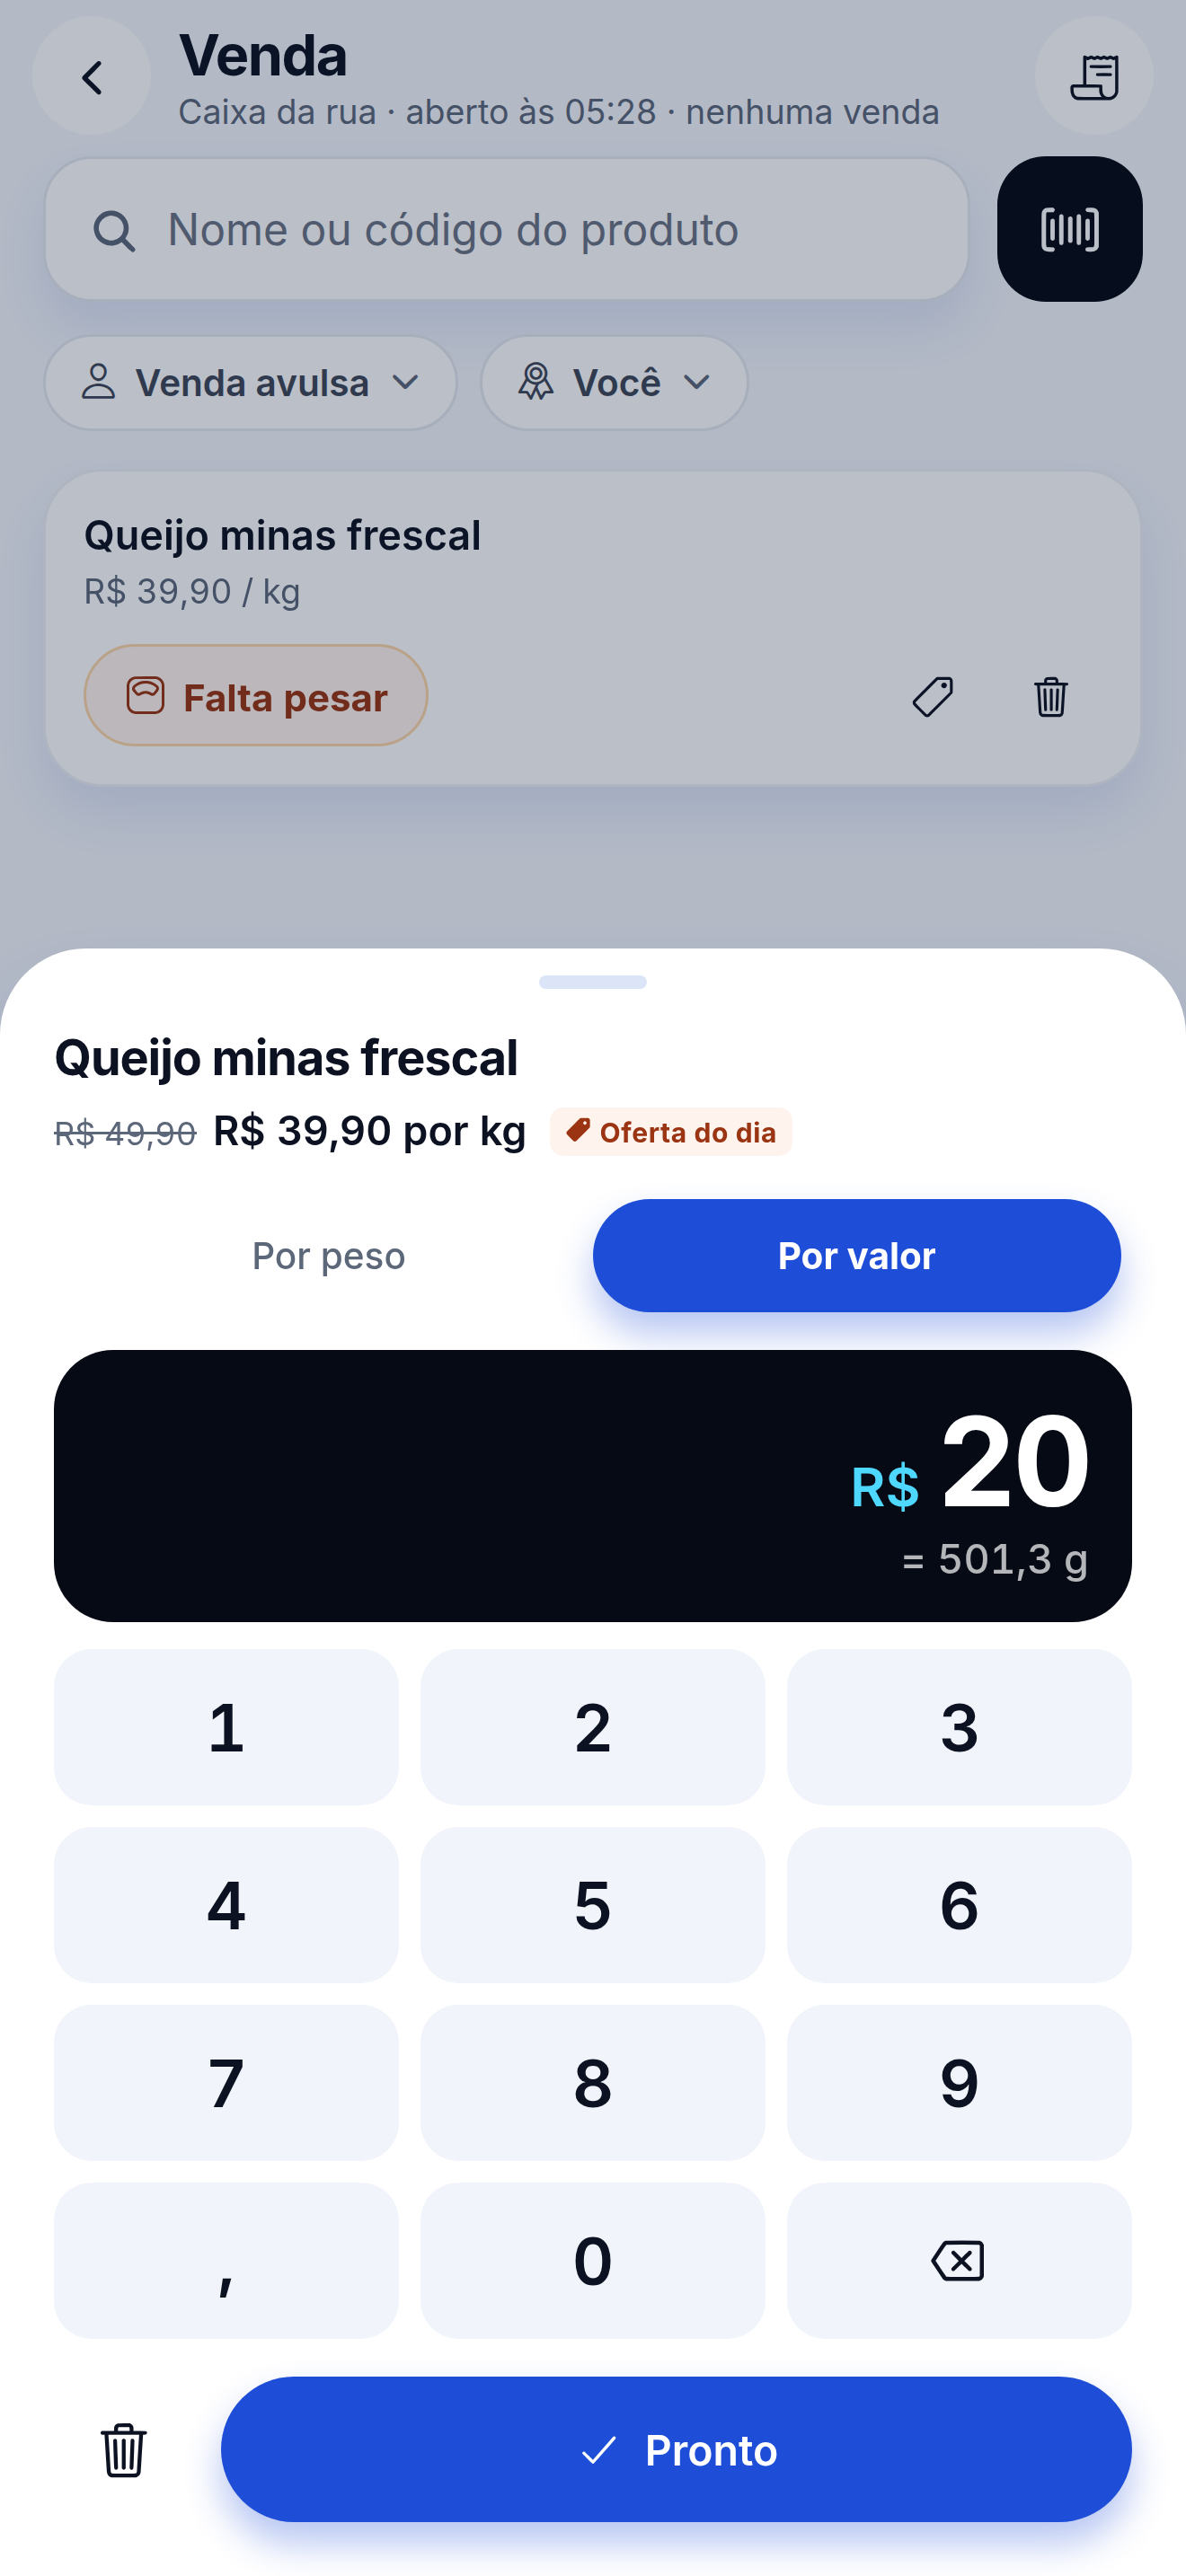 Venda
Caixa da rua · aberto às 05:28 · nenhuma venda
Nome ou código do produto
Venda avulsa
Você
Queijo minas frescal
R$ 39,90 / kg
Falta pesar
Queijo minas frescal
R$ 49,90 R$ 39,90 por kg Oferta do dia
Por peso Por valor
R$ 20
= 501,3 g
1 2 3
4 5 6
7 8 9
, 0
Pronto